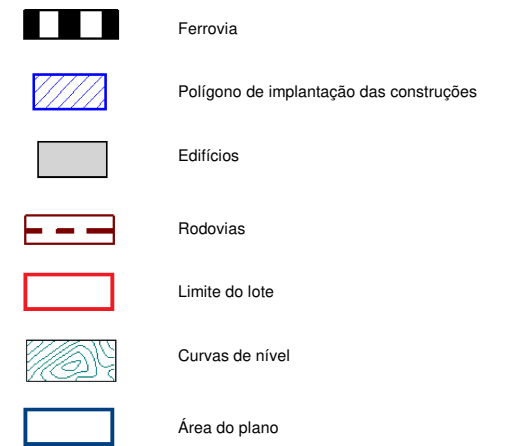 Ferrovia
Polígono de implantação das construções
Edifícios
Rodovias
Limite do lote
Curvas de nível
Área do plano